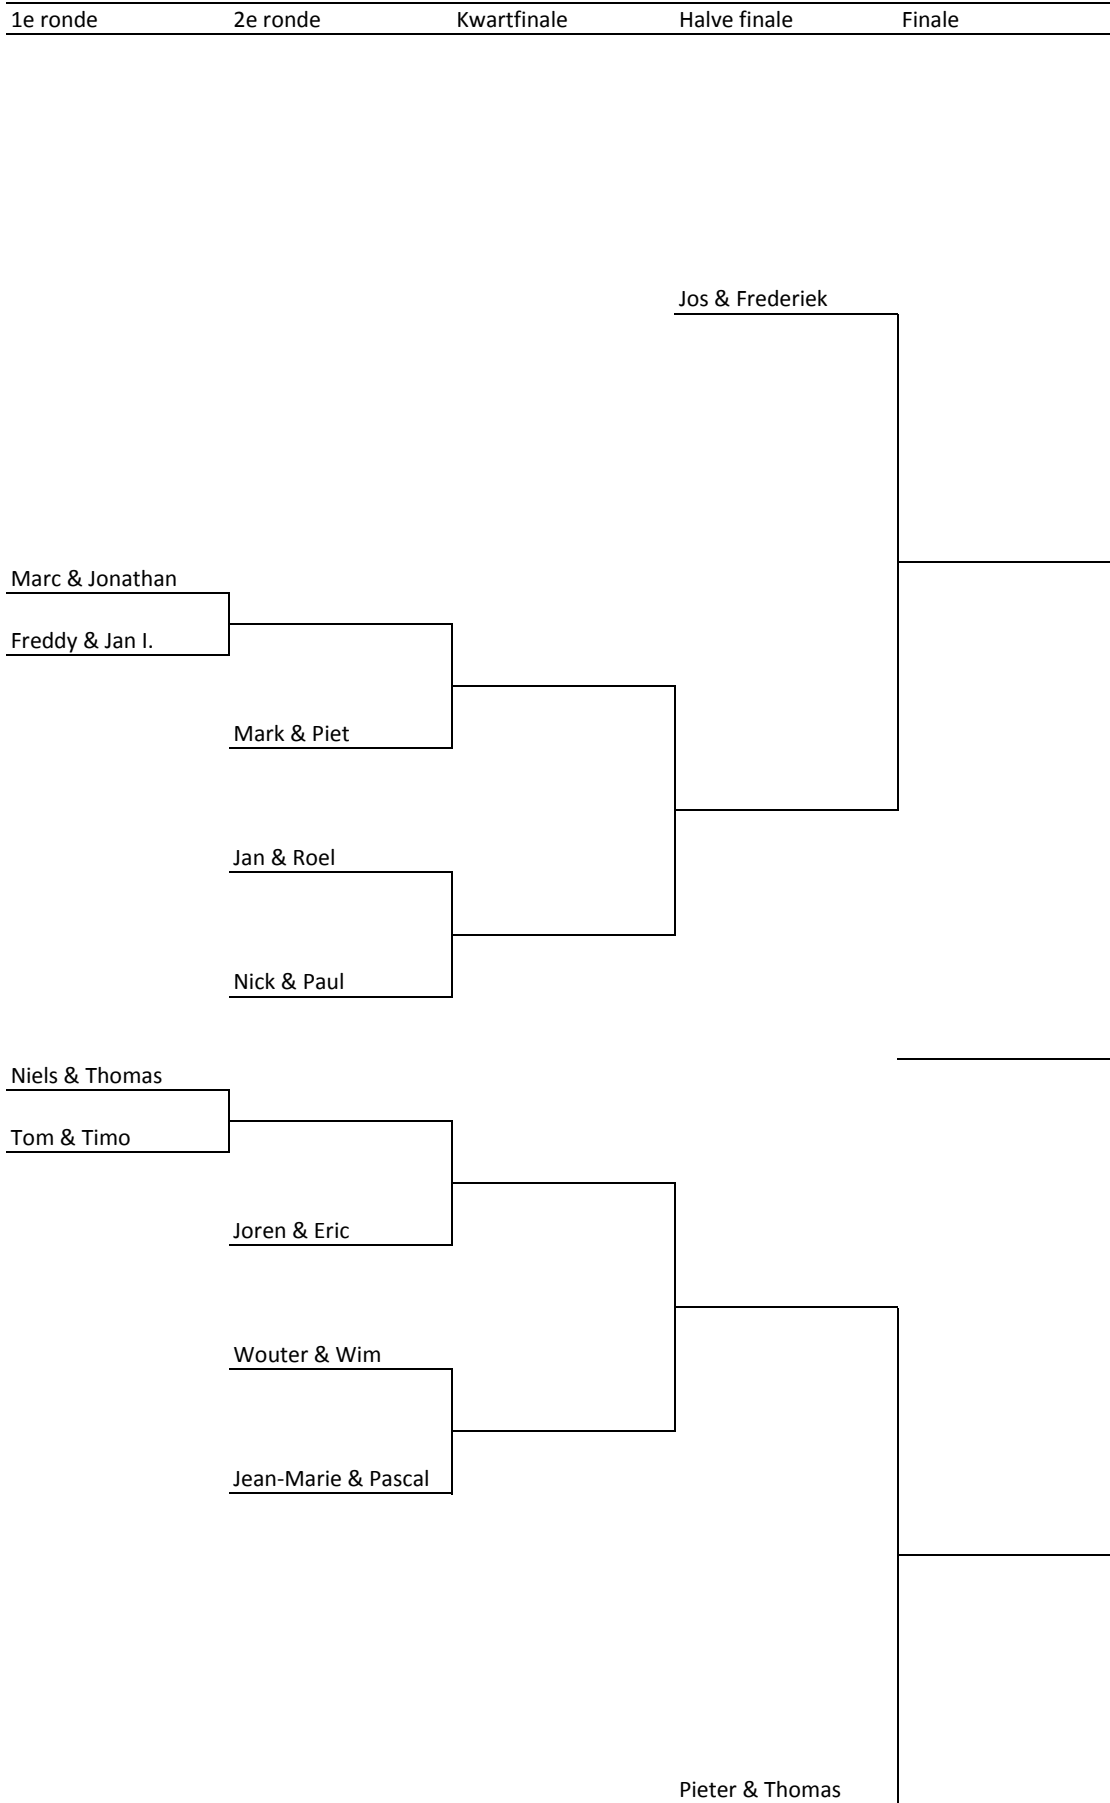 1e ronde 2e ronde Kwartfinale Halve finale Finale
Jos & Frederiek
Marc & Jonathan
Freddy & Jan I.
Mark & Piet
Jan & Roel
Nick & Paul
Niels & Thomas
Tom & Timo
Joren & Eric
Wouter & Wim
Jean-Marie & Pascal
Pieter & Thomas